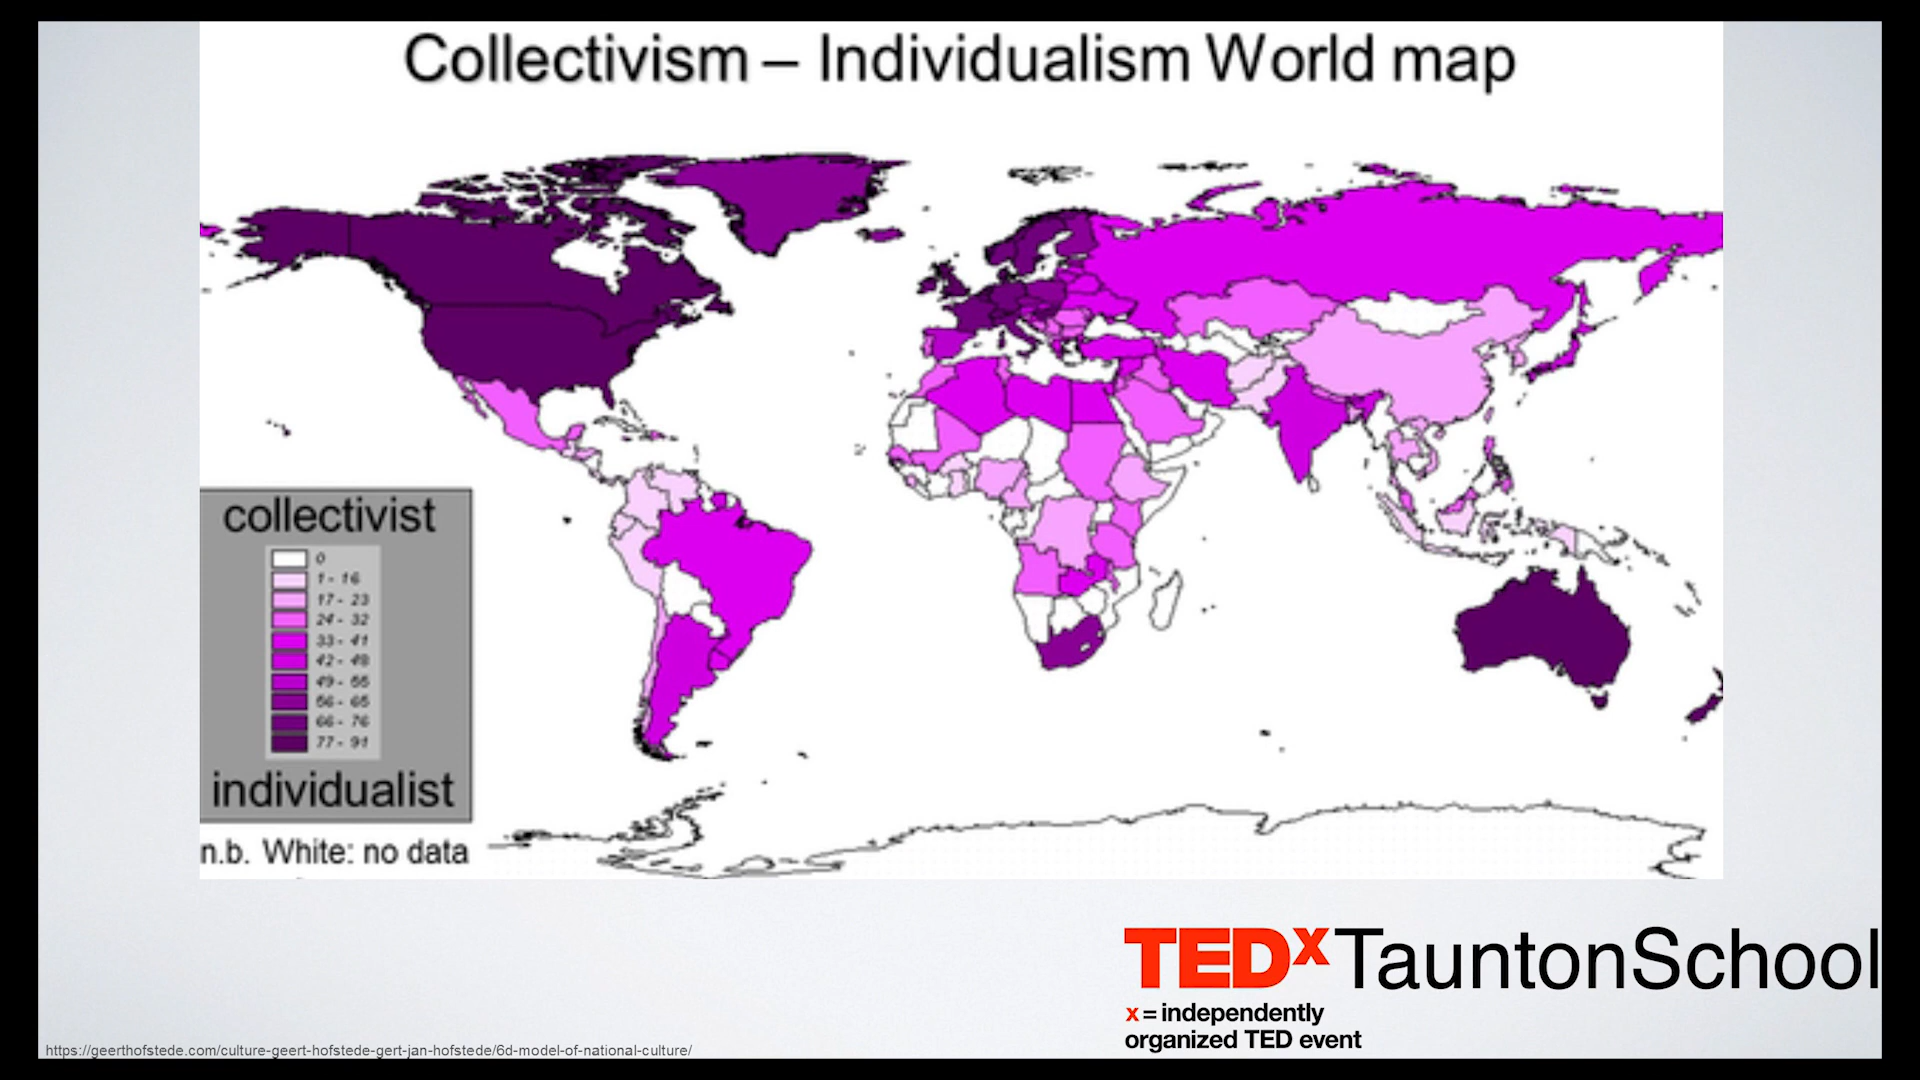 Collectivism – Individualism World map
collectivist
0
1 - 16
17 - 23
24 - 32
33 - 41
42 - 48
49 - 55
56 - 65
66 - 76
77 - 91
individualist
n.b. White: no data
TEDxTauntonSchool
x = independently
organized TED event
https://geerthofstede.com/culture-geert-hofstede-gert-jan-hofstede/6d-model-of-national-culture/